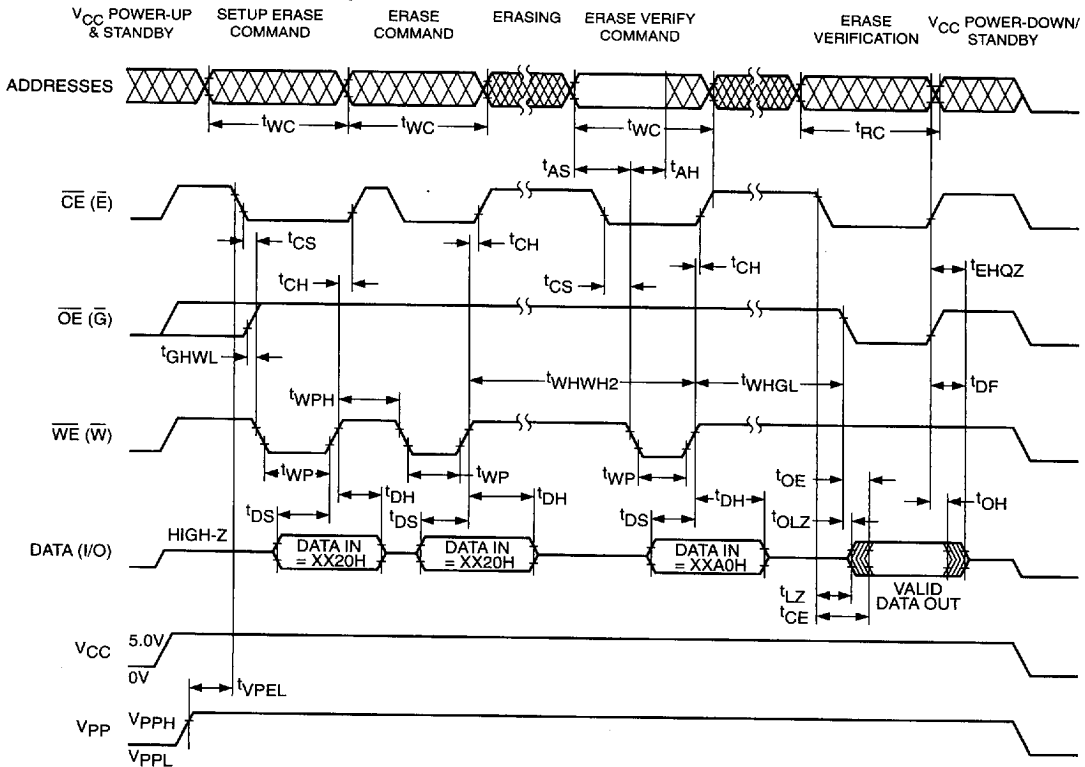 VCC POWER-UP & STANDBY
SETUP ERASE COMMAND
ERASE COMMAND
ERASING
ERASE VERIFY COMMAND
ERASE VERIFICATION
VCC POWER-DOWN/ STANDBY
ADDRESSES
tWC
tWC
tWC
tRC
tAS
tAH
CE (E)
tCS
tCH
tCH
tCS
tCH
tEHQZ
OE (G)
tGHWL
tWHWH2
tWHGL
tDF
tWPH
WE (W)
tWP
tWP
tWP
tOE
tDH
tDH
tDH
tOH
tDS
tDS
tDS
tOLZ
HIGH-Z
DATA (I/O)
DATA IN = XX20H
DATA IN = XX20H
DATA IN = XXA0H
VALID DATA OUT
tLZ
tCE
VCC
5.0V
0V
tVPEL
VPP
VPPH
VPPL